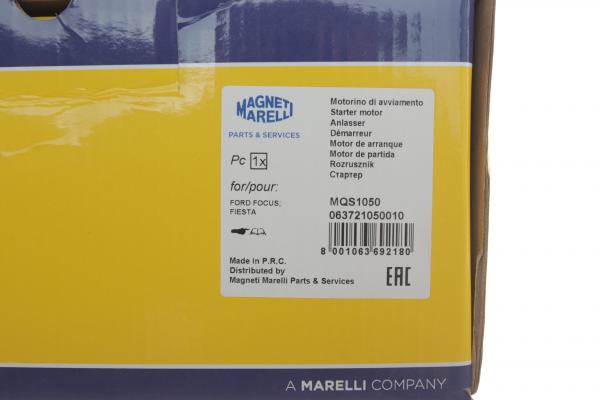 MAGNETI
MARELLI
PARTS & SERVICES
Pc 1x
for/pour:
FORD FOCUS;
FIESTA
Made in P.R.C.
Distributed by
Magneti Marelli Parts & Services
Motorino di avviamento
Starter motor
Anlasser
Démarreur
Motor de arranque
Motor de partida
Rozrusznik
Стартер
MQS1050
063721050010
8 001063 692180
EAC
A MARELLI COMPANY